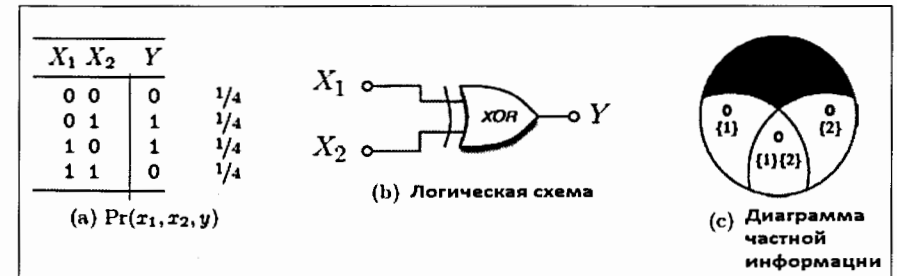 X₁ X₂ Y
0 0 0 1/4
0 1 1 1/4
1 0 1 1/4
1 1 0 1/4
(a) Pr(x₁, x₂, y)
X₁
XOR
Y
X₂
(b) Логическая схема
0
{1}
0
{2}
0
{1}{2}
(c) Диаграмма
частной
информации